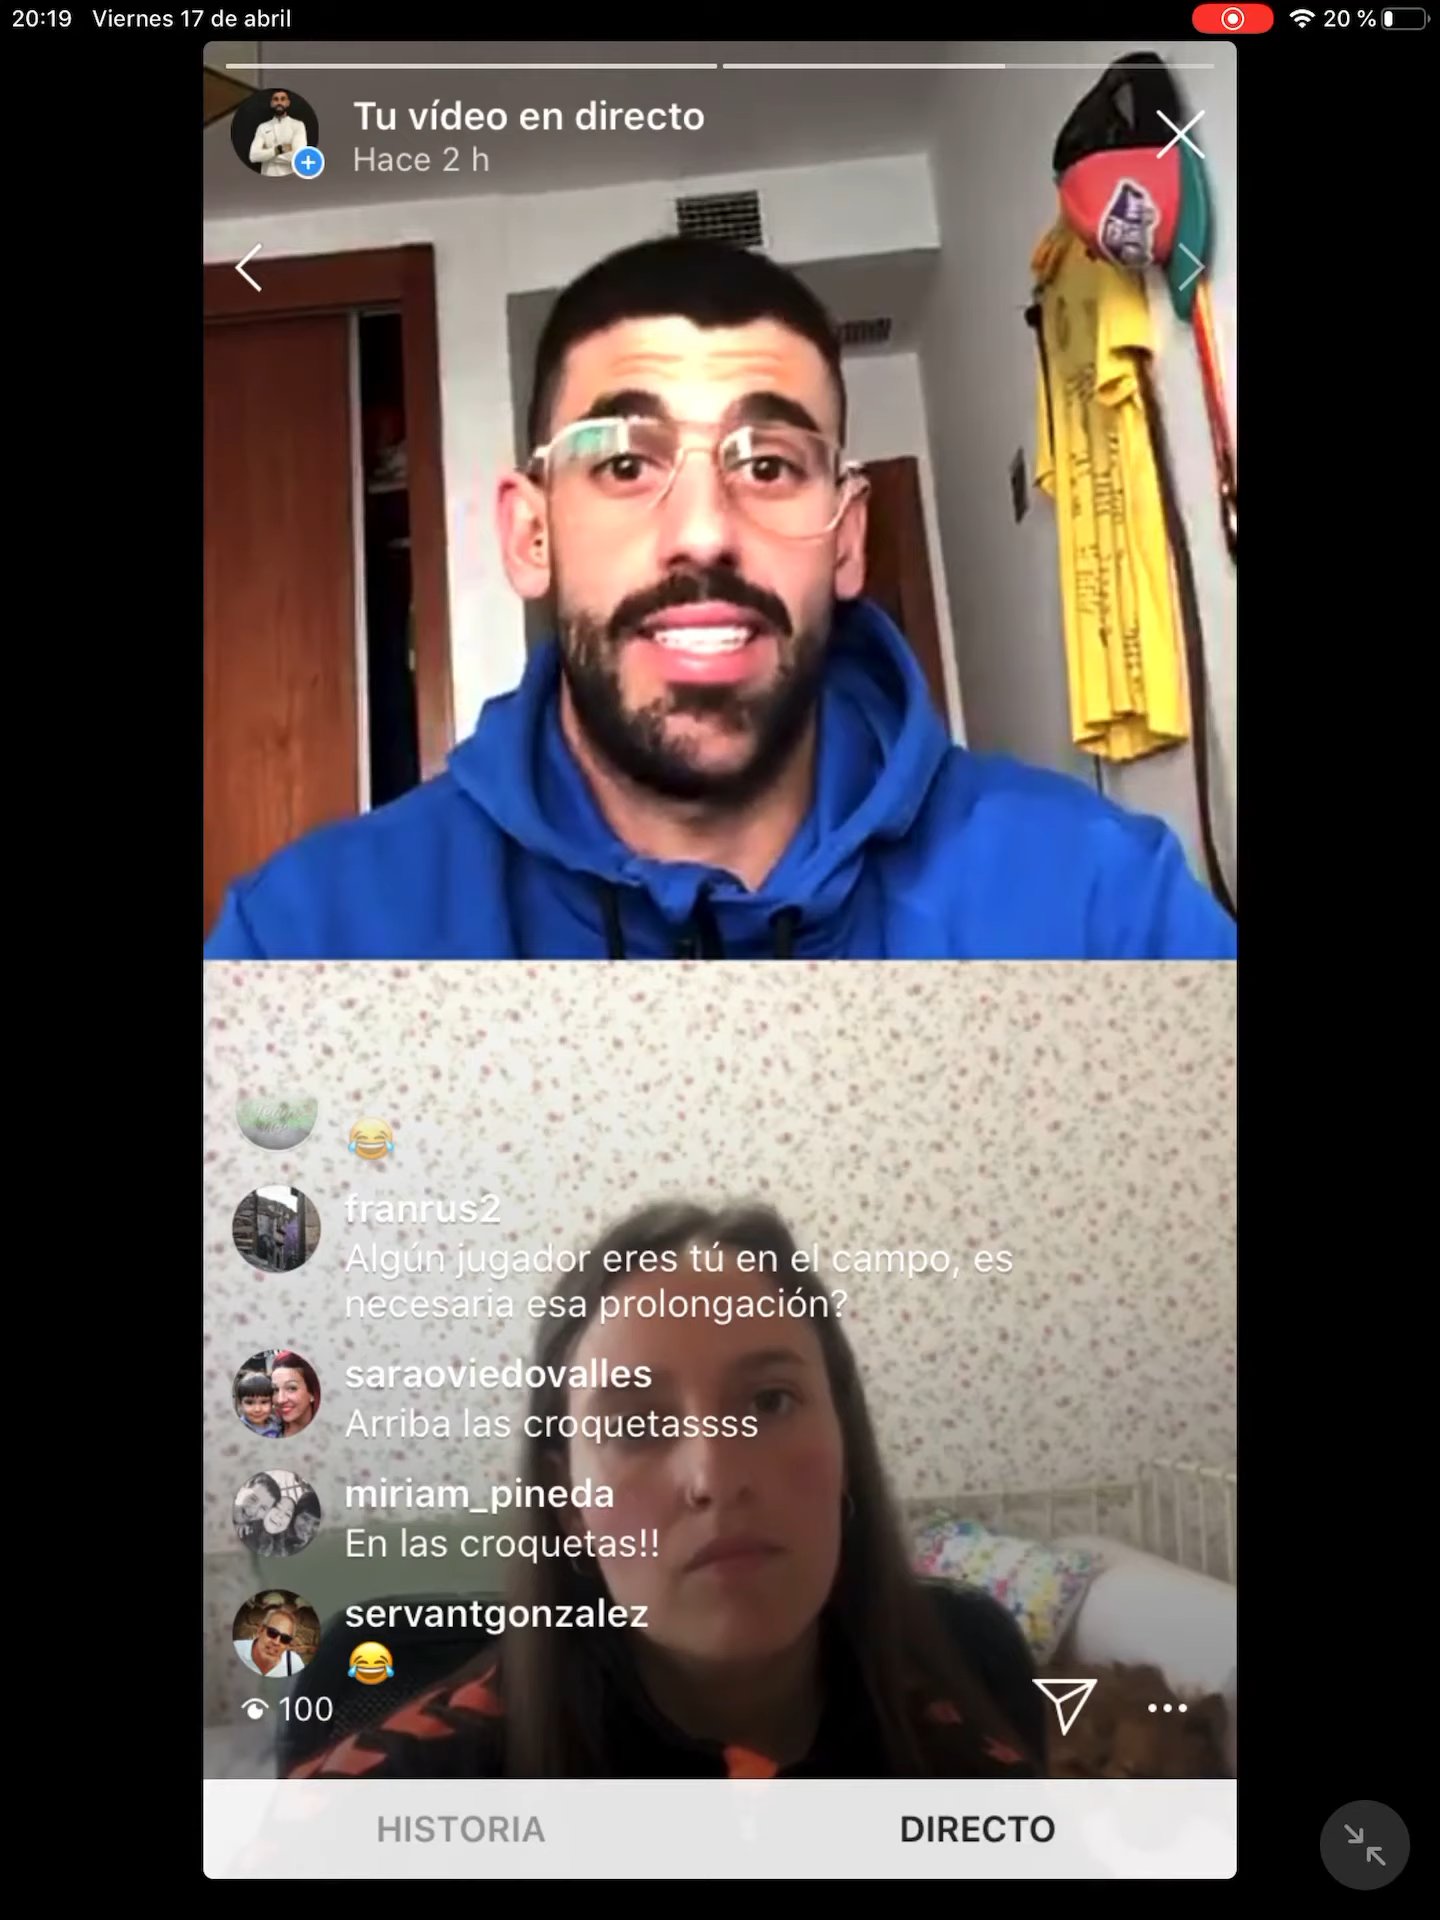 20:19 Viernes 17 de abril
20 %
Tu vídeo en directo
Hace 2 h
😂
franrus2
Algún jugador eres tú en el campo, es
necesaria esa prolongación?
saraoviedovalles
Arriba las croquetassss
miriam_pineda
En las croquetas!!
servantgonzalez
😂
100
HISTORIA
DIRECTO